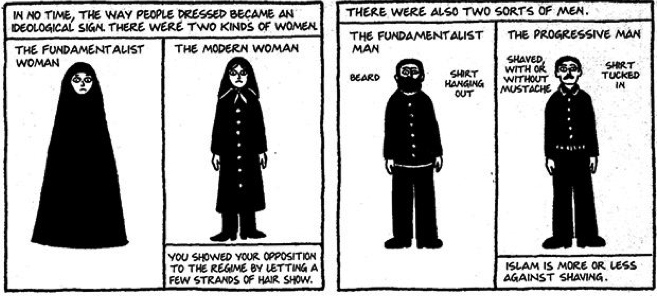 IN NO TIME, THE WAY PEOPLE DRESSED BECAME AN
IDEOLOGICAL SIGN. THERE WERE TWO KINDS OF WOMEN.
THE FUNDAMENTALIST
WOMAN
THE MODERN WOMAN
YOU SHOWED YOUR OPPOSITION
TO THE REGIME BY LETTING A
FEW STRANDS OF HAIR SHOW.
THERE WERE ALSO TWO SORTS OF MEN.
THE FUNDAMENTALIST
MAN
BEARD
SHIRT
HANGING
OUT
THE PROGRESSIVE MAN
SHAVED,
WITH OR
WITHOUT
MUSTACHE
SHIRT
TUCKED
IN
ISLAM IS MORE OR LESS
AGAINST SHAVING.